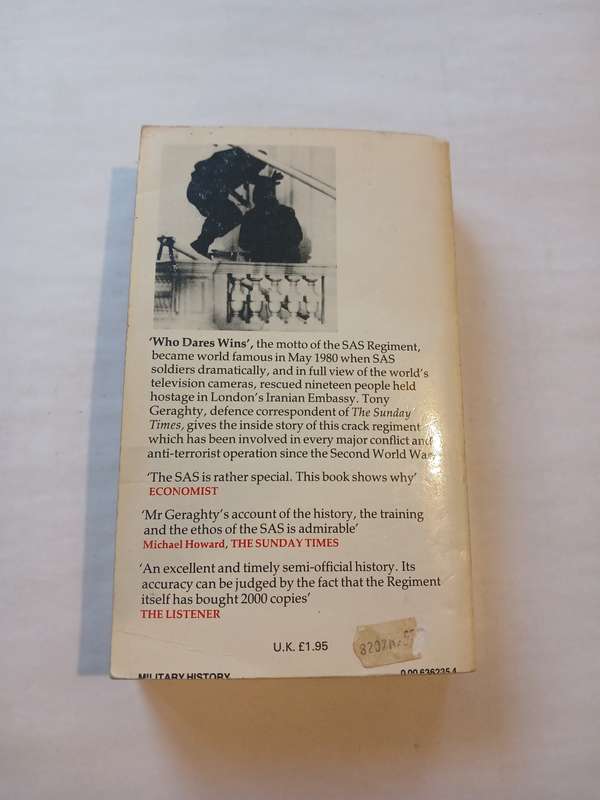 ‘Who Dares Wins’, the motto of the SAS Regiment,
became world famous in May 1980 when SAS
soldiers dramatically, and in full view of the world’s
television cameras, rescued nineteen people held
hostage in London’s Iranian Embassy. Tony
Geraghty, defence correspondent of The Sunday
Times, gives the inside story of this crack regiment
which has been involved in every major conflict and
anti-terrorist operation since the Second World War.
‘The SAS is rather special. This book shows why’
ECONOMIST
‘Mr Geraghty’s account of the history, the training
and the ethos of the SAS is admirable’
Michael Howard, THE SUNDAY TIMES
‘An excellent and timely semi-official history. Its
accuracy can be judged by the fact that the Regiment
itself has bought 2000 copies’
THE LISTENER
U.K. £1.95
MILITARY HISTORY
0 00 636235 4